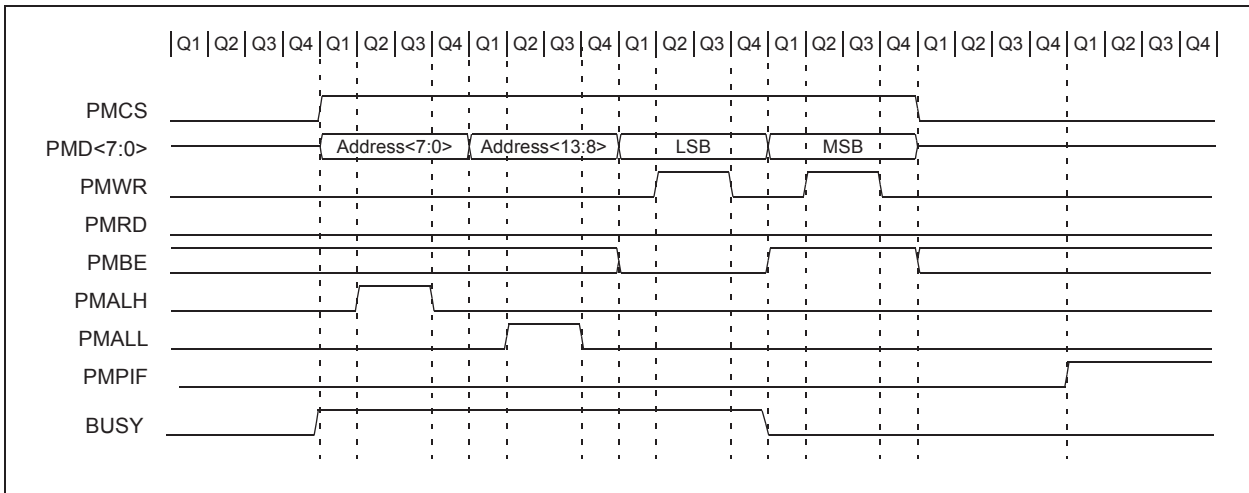 Q1 Q2 Q3 Q4 Q1 Q2 Q3 Q4 Q1 Q2 Q3 Q4 Q1 Q2 Q3 Q4 Q1 Q2 Q3 Q4 Q1 Q2 Q3 Q4 Q1 Q2 Q3 Q4
PMCS
PMD<7:0> Address<7:0> Address<13:8> LSB MSB
PMWR
PMRD
PMBE
PMALH
PMALL
PMPIF
BUSY